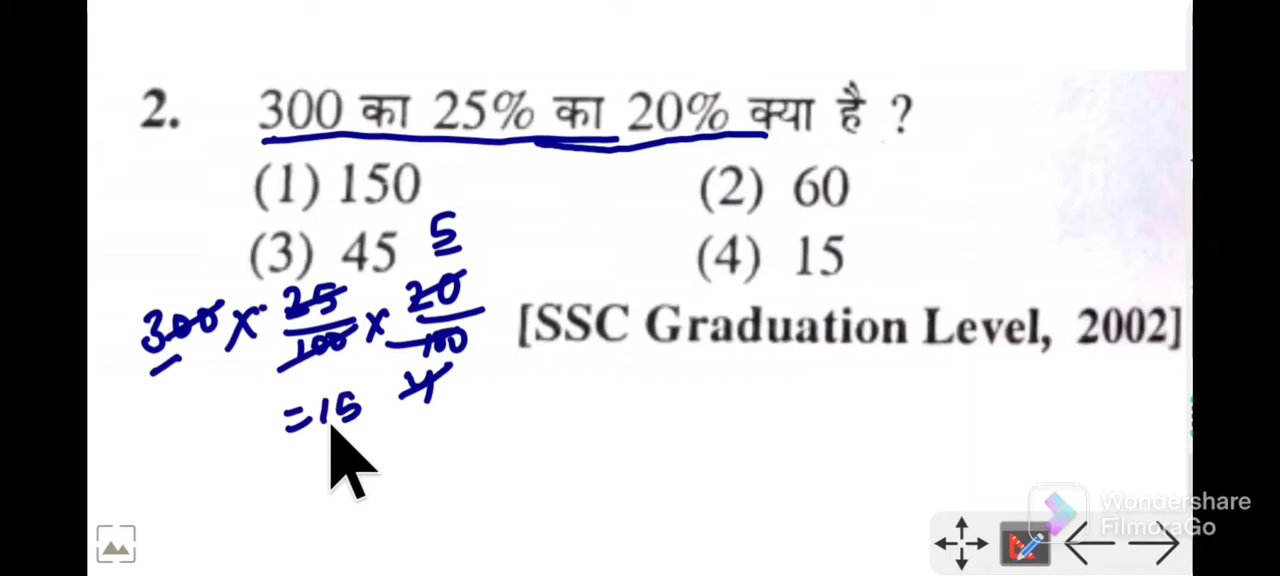 2. 300 का 25% का 20% क्या है ?
(1) 150 (2) 60
(3) 45 (4) 15
5
300 × 25/100 × 20/100
4
= 15
[SSC Graduation Level, 2002]
Wondershare
FilmoraGo